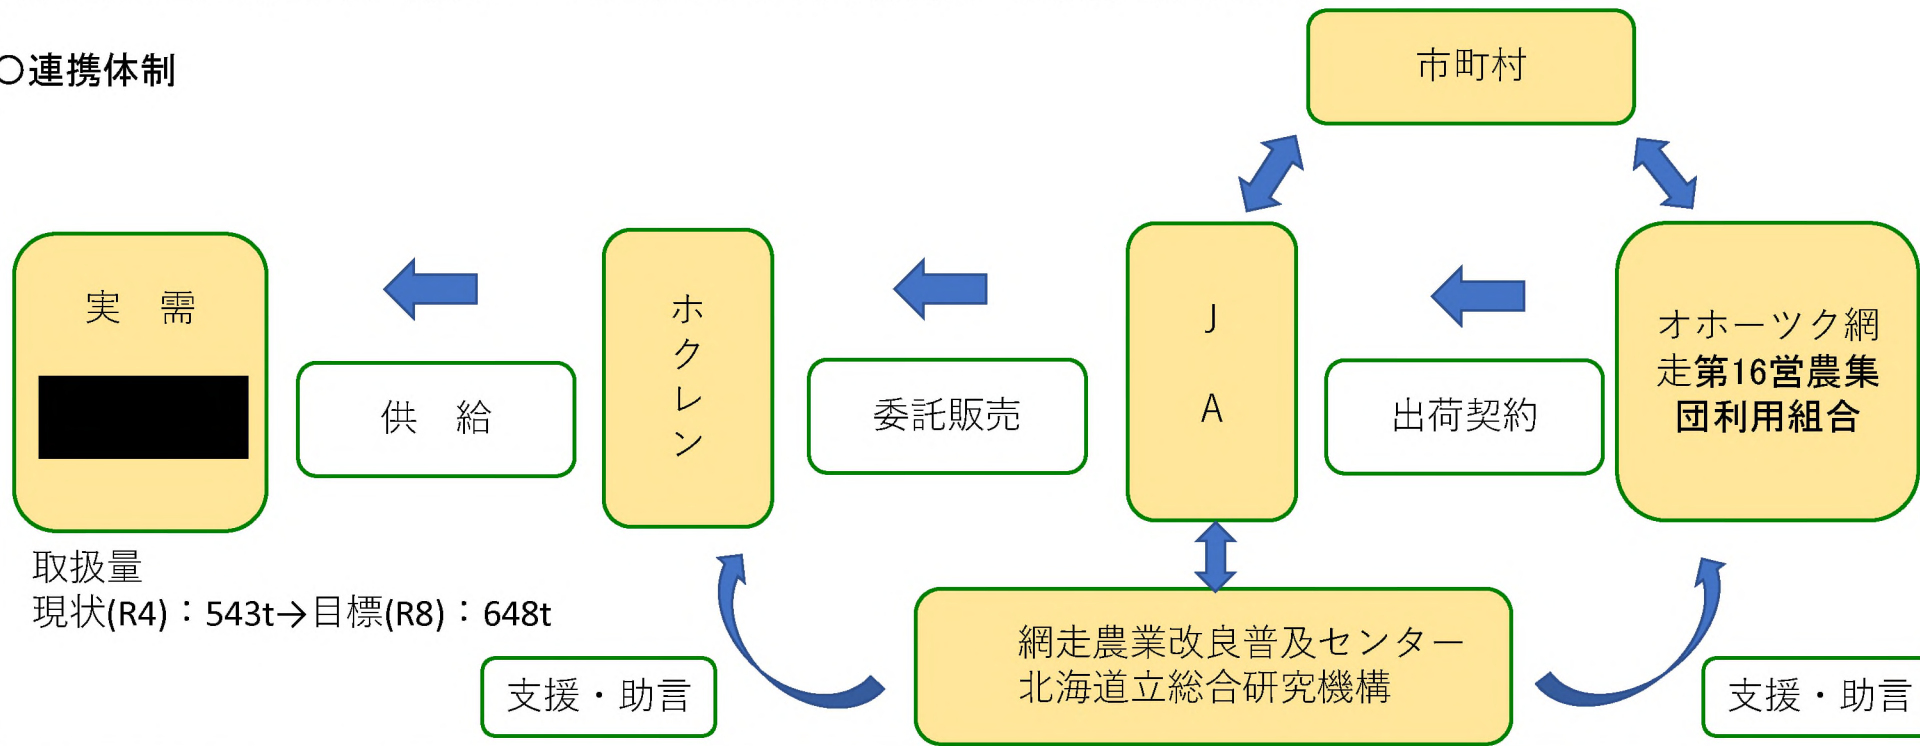 ○連携体制
市町村
実　需
供　給
ホクレン
委託販売
JA
出荷契約
オホーツク網
走第16営農集
団利用組合
取扱量
現状(R4)：543t→目標(R8)：648t
支援・助言
網走農業改良普及センター
北海道立総合研究機構
支援・助言